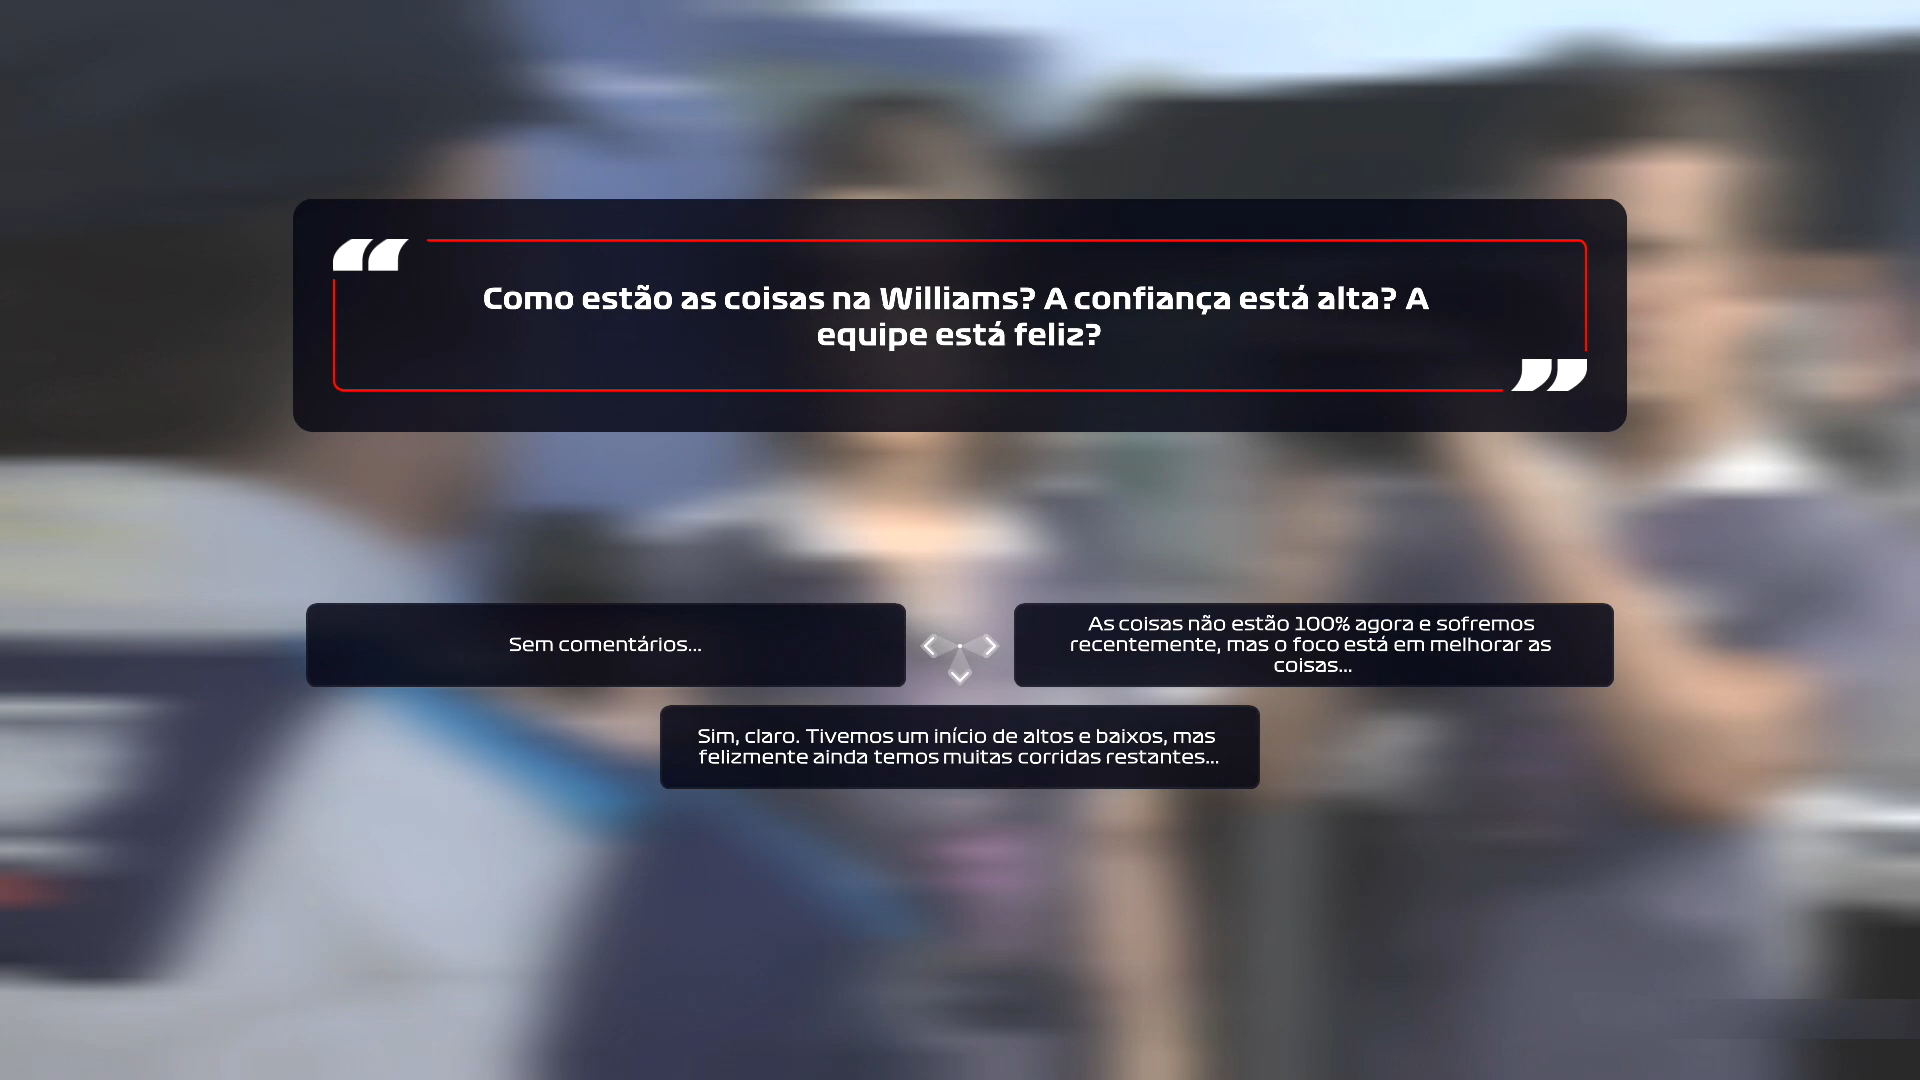 Como estão as coisas na Williams? A confiança está alta? A
equipe está feliz?
Sem comentários...
As coisas não estão 100% agora e sofremos
recentemente, mas o foco está em melhorar as
coisas...
Sim, claro. Tivemos um início de altos e baixos, mas
felizmente ainda temos muitas corridas restantes...